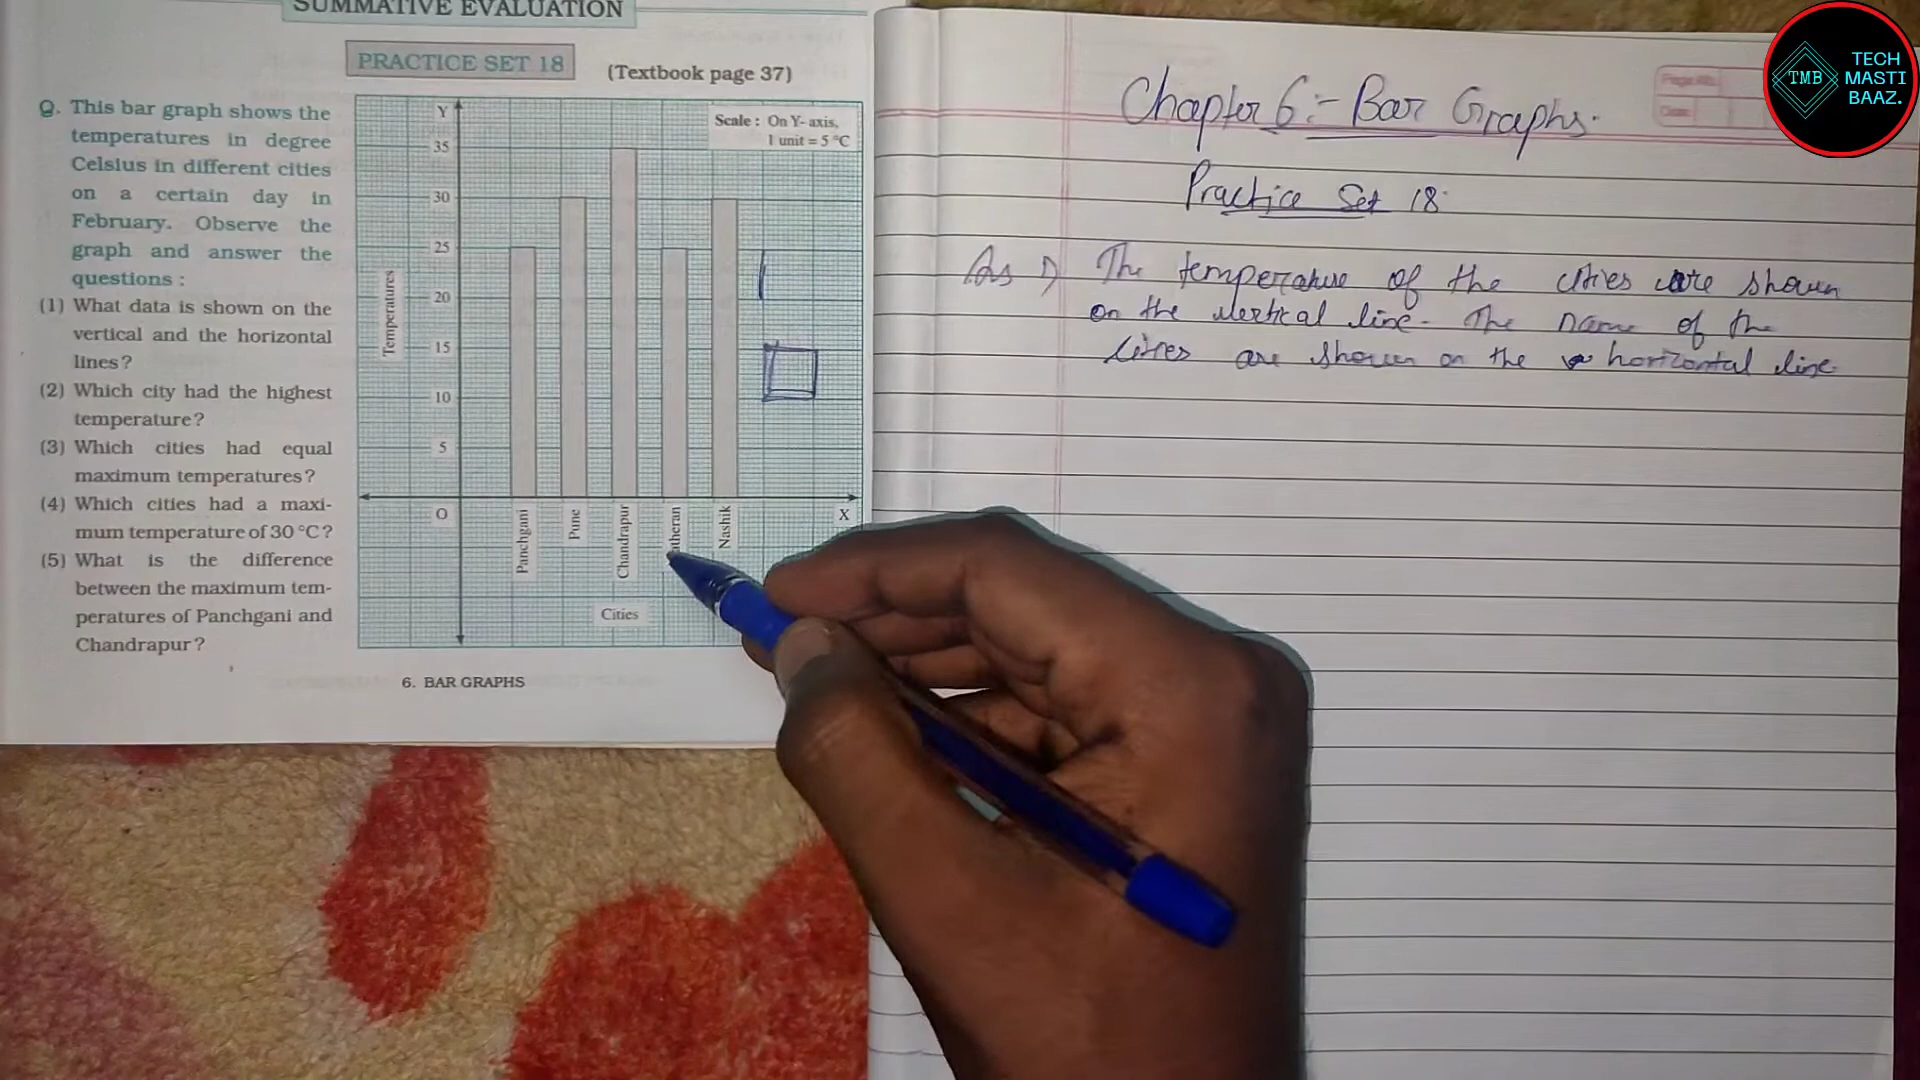 SUMMATIVE EVALUATION
PRACTICE SET 18
(Textbook page 37)
Q. This bar graph shows the
temperatures in degree
Celsius in different cities
on a certain day in
February. Observe the
graph and answer the
questions :
(1) What data is shown on the
vertical and the horizontal
lines?
(2) Which city had the highest
temperature?
(3) Which cities had equal
maximum temperatures?
(4) Which cities had a maxi-
mum temperature of 30 °C?
(5) What is the difference
between the maximum tem-
peratures of Panchgani and
Chandrapur?
Scale : On Y- axis,
1 unit = 5 °C
Y
35
30
25
20
15
10
5
O
X
Temperatures
Panchgani
Pune
Chandrapur
atheran
Nashik
Cities
6. BAR GRAPHS
Chapter 6:- Bar Graphs.
Practice Set 18.
As 1) The temperature of the cities are shown
on the vertical line. The name of the
cities are shown on the horizontal line
TMB
TECH
MASTI
BAAZ.